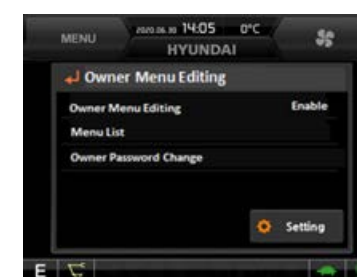 MENU 2020.06.30 14:05 0°C
HYUNDAI
Owner Menu Editing
Owner Menu Editing Enable
Menu List
Owner Password Change
Setting
E